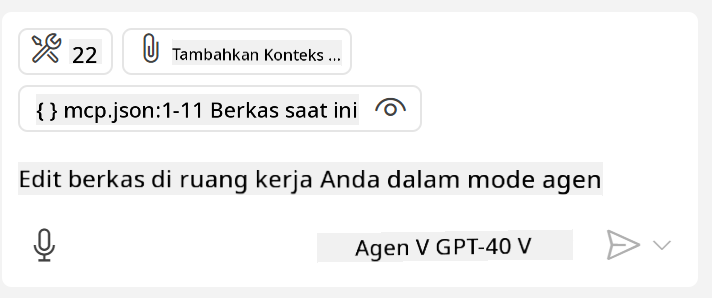 22 Tambahkan Konteks ...
{ } mcp.json:1-11 Berkas saat ini
Edit berkas di ruang kerja Anda dalam mode agen
Agen V GPT-40 V